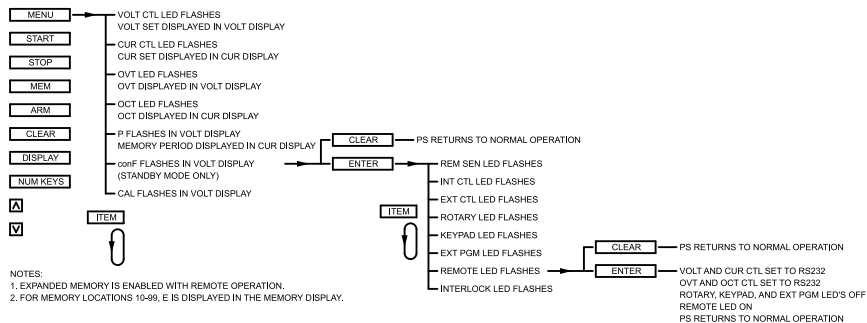 MENU
START
STOP
MEM
ARM
CLEAR
DISPLAY
NUM KEYS
VOLT CTL LED FLASHES
VOLT SET DISPLAYED IN VOLT DISPLAY
CUR CTL LED FLASHES
CUR SET DISPLAYED IN CUR DISPLAY
OVT LED FLASHES
OVT DISPLAYED IN VOLT DISPLAY
OCT LED FLASHES
OCT DISPLAYED IN CUR DISPLAY
P FLASHES IN VOLT DISPLAY
MEMORY PERIOD DISPLAYED IN CUR DISPLAY
conF FLASHES IN VOLT DISPLAY
(STANDBY MODE ONLY)
CAL FLASHES IN VOLT DISPLAY
ITEM
CLEAR
PS RETURNS TO NORMAL OPERATION
ENTER
REM SEN LED FLASHES
INT CTL LED FLASHES
EXT CTL LED FLASHES
ROTARY LED FLASHES
KEYPAD LED FLASHES
EXT PGM LED FLASHES
REMOTE LED FLASHES
INTERLOCK LED FLASHES
ITEM
CLEAR
PS RETURNS TO NORMAL OPERATION
ENTER
VOLT AND CUR CTL SET TO RS232
OVT AND OCT CTL SET TO RS232
ROTARY, KEYPAD, AND EXT PGM LED'S OFF
REMOTE LED ON
PS RETURNS TO NORMAL OPERATION
NOTES:
1. EXPANDED MEMORY IS ENABLED WITH REMOTE OPERATION.
2. FOR MEMORY LOCATIONS 10-99, E IS DISPLAYED IN THE MEMORY DISPLAY.